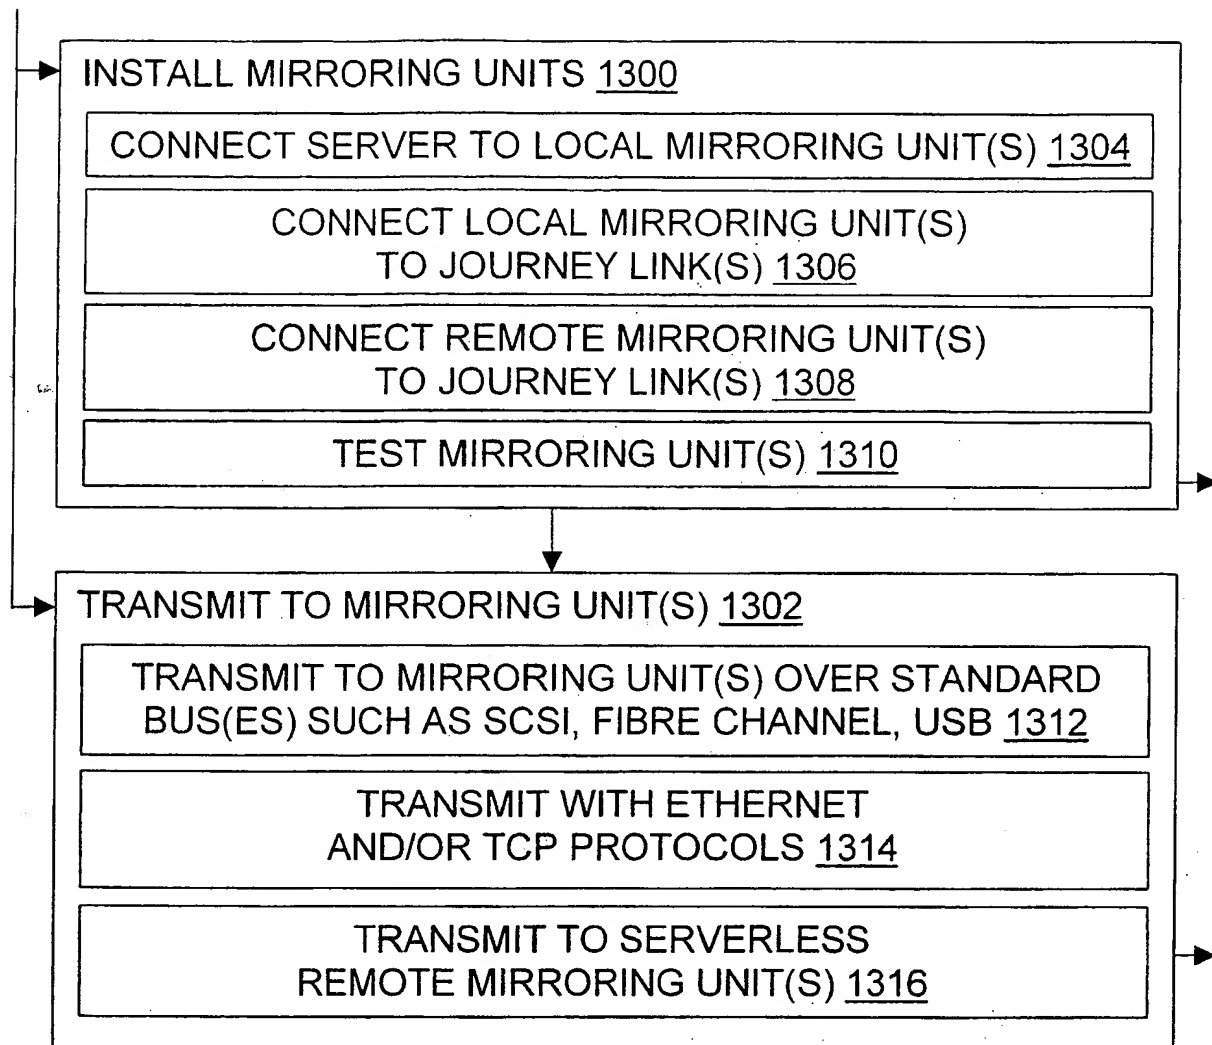 INSTALL MIRRORING UNITS 1300
CONNECT SERVER TO LOCAL MIRRORING UNIT(S) 1304
CONNECT LOCAL MIRRORING UNIT(S)
TO JOURNEY LINK(S) 1306
CONNECT REMOTE MIRRORING UNIT(S)
TO JOURNEY LINK(S) 1308
TEST MIRRORING UNIT(S) 1310
TRANSMIT TO MIRRORING UNIT(S) 1302
TRANSMIT TO MIRRORING UNIT(S) OVER STANDARD
BUS(ES) SUCH AS SCSI, FIBRE CHANNEL, USB 1312
TRANSMIT WITH ETHERNET
AND/OR TCP PROTOCOLS 1314
TRANSMIT TO SERVERLESS
REMOTE MIRRORING UNIT(S) 1316